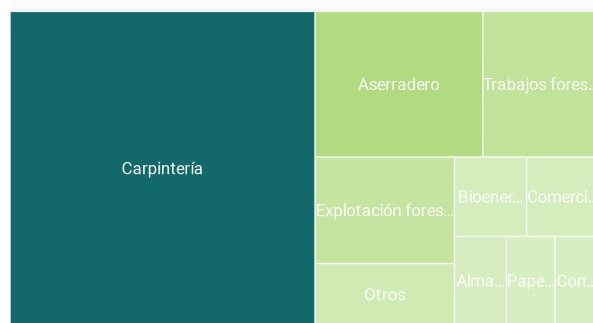 Carpintería
Aserradero
Trabajos fores..
Explotación fores...
Otros
Bioener...
Comerci..
Alma...
Pape...
Con..